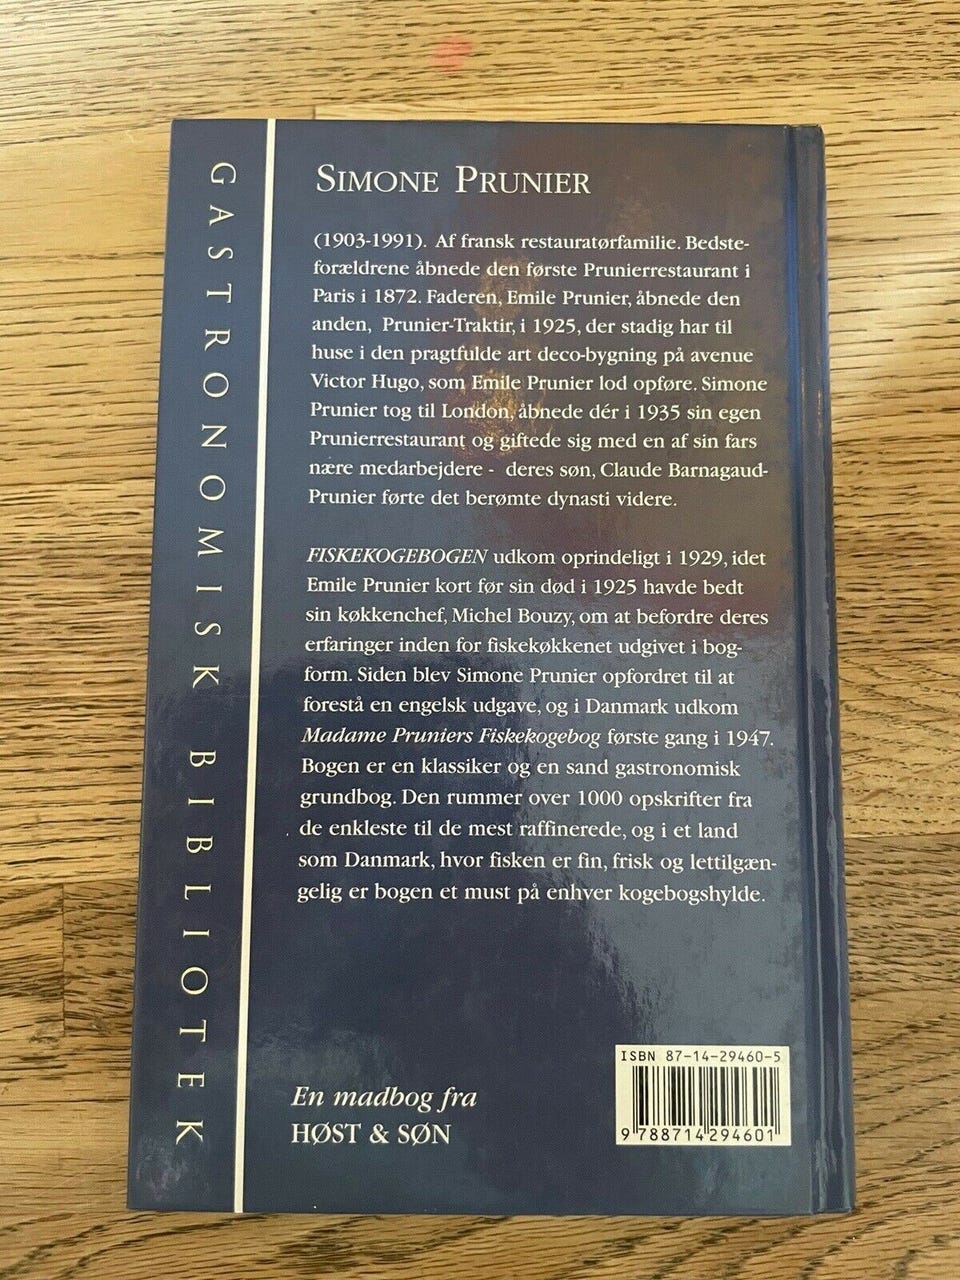 GASTRONOMISK BIBLIOTEK
SIMONE PRUNIER
(1903-1991). Af fransk restauratørfamilie. Bedste-
forældrene åbnede den første Prunierrestaurant i
Paris i 1872. Faderen, Emile Prunier, åbnede den
anden, Prunier-Traktir, i 1925, der stadig har til
huse i den pragtfulde art deco-bygning på avenue
Victor Hugo, som Emile Prunier lod opføre. Simone
Prunier tog til London, åbnede dér i 1935 sin egen
Prunierrestaurant og giftede sig med en af sin fars
nære medarbejdere - deres søn, Claude Barnagaud-
Prunier førte det berømte dynasti videre.
FISKEKOGEBOGEN udkom oprindeligt i 1929, idet
Emile Prunier kort før sin død i 1925 havde bedt
sin køkkenchef, Michel Bouzy, om at befordre deres
erfaringer inden for fiskekøkkenet udgivet i bog-
form. Siden blev Simone Prunier opfordret til at
forestå en engelsk udgave, og i Danmark udkom
Madame Pruniers Fiskekogebog første gang i 1947.
Bogen er en klassiker og en sand gastronomisk
grundbog. Den rummer over 1000 opskrifter fra
de enkleste til de mest raffinerede, og i et land
som Danmark, hvor fisken er fin, frisk og lettilgæn-
gelig er bogen et must på enhver kogebogshylde.
En madbog fra
HØST & SØN
ISBN 87-14-29460-5
9 788714 294601